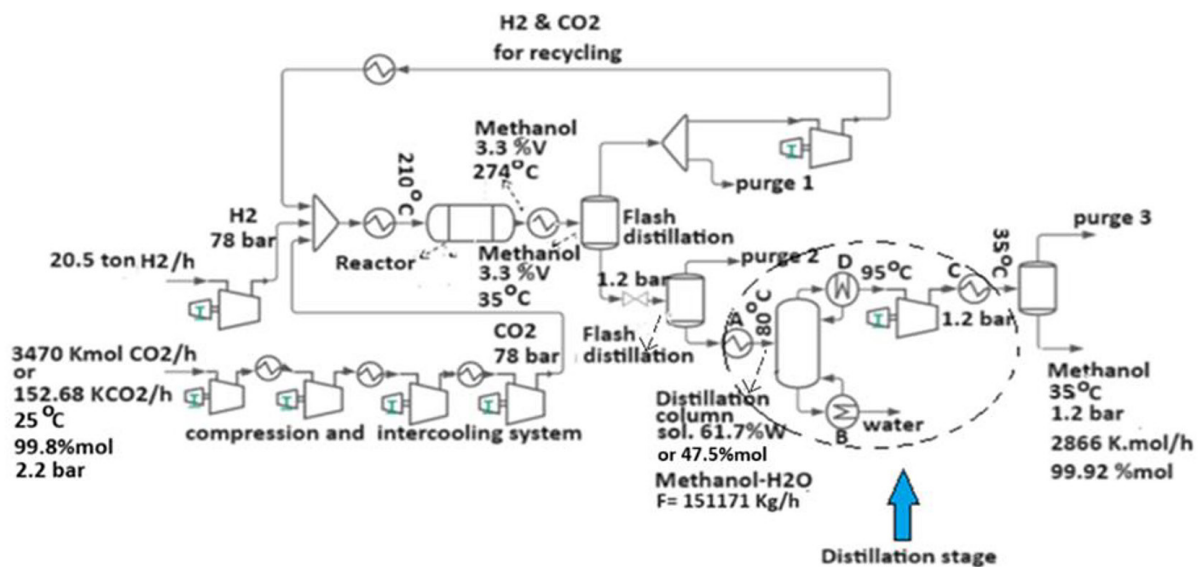 H2 & CO2
for recycling
Methanol
3.3 %V
274°C
210°C
purge 1
H2
78 bar
Flash
distillation
purge 3
20.5 ton H2/h
Reactor
Methanol
3.3 %V
35°C
1.2 bar
purge 2
D
95°C
C
35°C
A
80°C
1.2 bar
CO2
78 bar
Flash
distillation
3470 Kmol CO2/h
or
152.68 KCO2/h
25 °C
99.8%mol
2.2 bar
compression and intercooling system
Distillation
column
sol. 61.7%W
or 47.5%mol
Methanol-H2O
F= 151171 Kg/h
water
B
Methanol
35°C
1.2 bar
2866 K.mol/h
99.92 %mol
Distillation stage
I
I
I
I
I
I
I